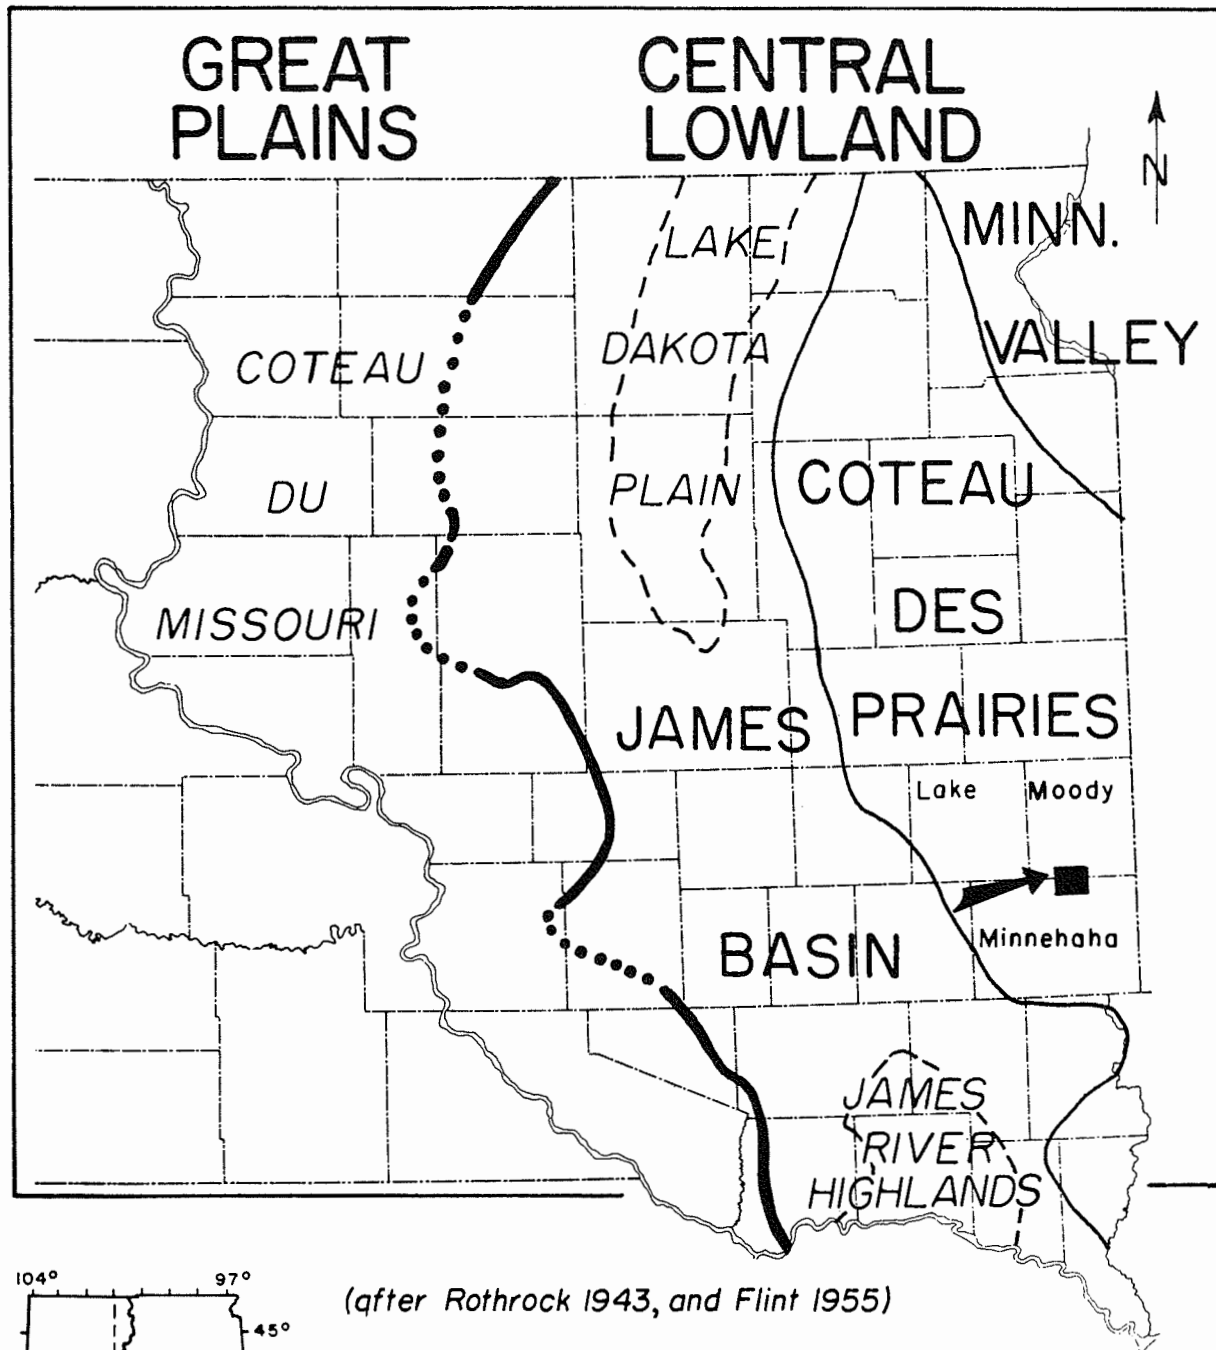 GREAT
PLAINS
CENTRAL
LOWLAND
N
MINN.
VALLEY
LAKE
DAKOTA
PLAIN
COTEAU
DU
MISSOURI
COTEAU
DES
PRAIRIES
JAMES
BASIN
Lake
Moody
Minnehaha
JAMES
RIVER
HIGHLANDS
104°
97°
45°
(after Rothrock 1943, and Flint 1955)